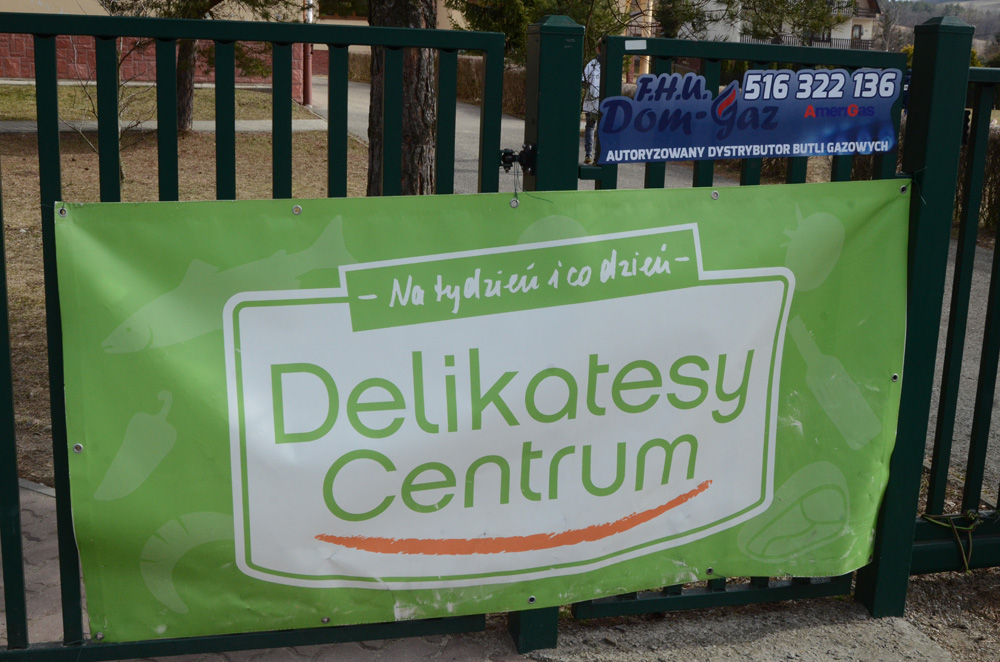 F.H.U. 516 322 136
Dom-Gaz AmeriGas
AUTORYZOWANY DYSTRYBUTOR BUTLI GAZOWYCH
- Na tydzień i co dzień -
Delikatesy
Centrum